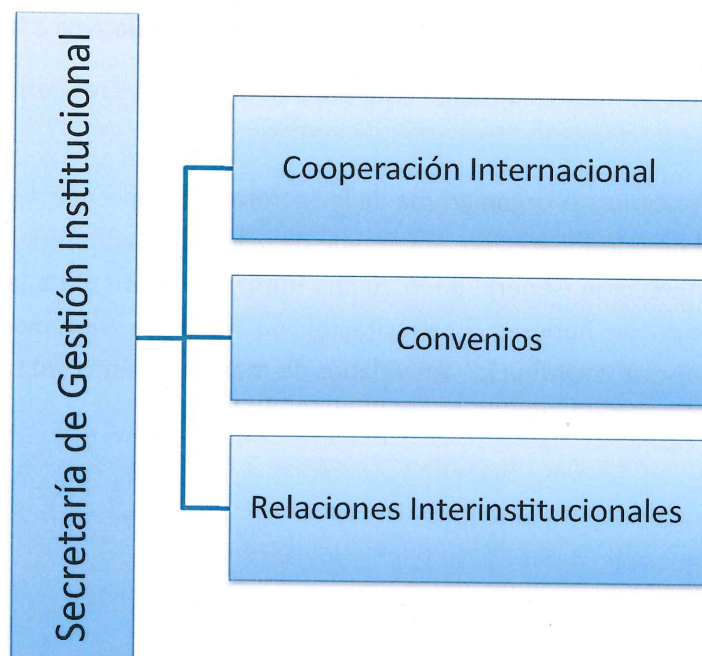 Secretaría de Gestión Institucional
Cooperación Internacional
Convenios
Relaciones Interinstitucionales